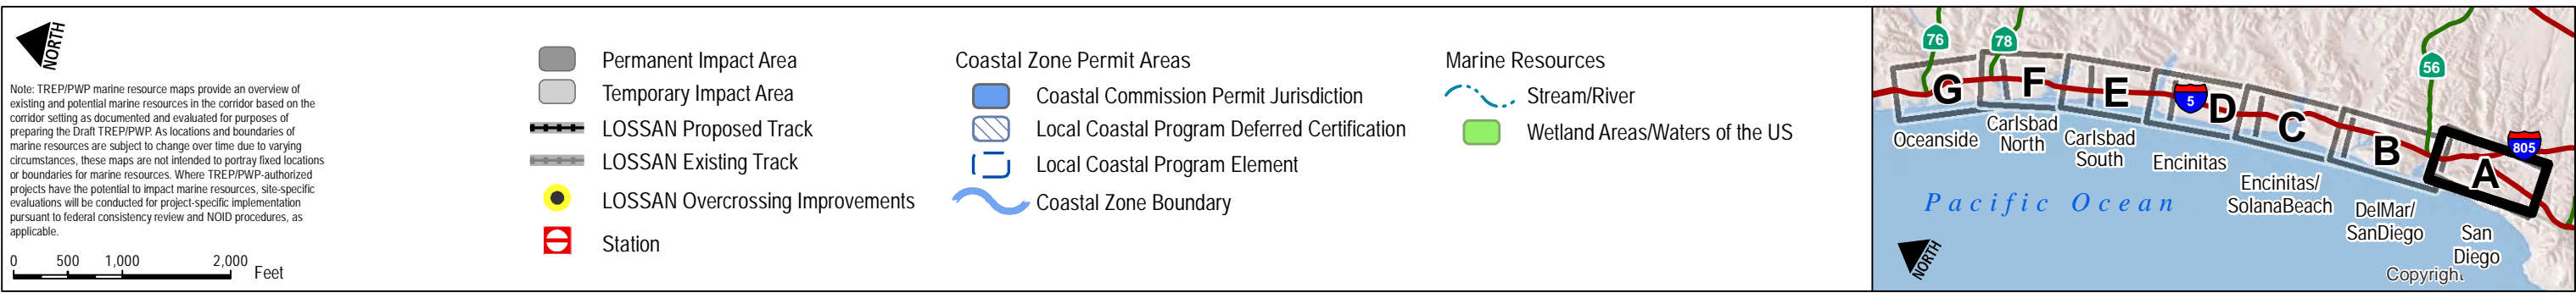 NORTH
Note: TREP/PWP marine resource maps provide an overview of
existing and potential marine resources in the corridor based on the
corridor setting as documented and evaluated for purposes of
preparing the Draft TREP/PWP. As locations and boundaries of
marine resources are subject to change over time due to varying
circumstances, these maps are not intended to portray fixed locations
or boundaries for marine resources. Where TREP/PWP-authorized
projects have the potential to impact marine resources, site-specific
evaluations will be conducted for project-specific implementation
pursuant to federal consistency review and NOID procedures, as
applicable.
0 500 1,000 2,000
Feet
Permanent Impact Area
Temporary Impact Area
LOSSAN Proposed Track
LOSSAN Existing Track
LOSSAN Overcrossing Improvements
Station
Coastal Zone Permit Areas
Coastal Commission Permit Jurisdiction
Local Coastal Program Deferred Certification
Local Coastal Program Element
Coastal Zone Boundary
Marine Resources
Stream/River
Wetland Areas/Waters of the US
76
78
56
5
805
G
F
E
D
C
B
A
Oceanside
Carlsbad
North
Carlsbad
South
Encinitas
Encinitas/
SolanaBeach
DelMar/
SanDiego
San
Diego
Pacific Ocean
NORTH
Copyright